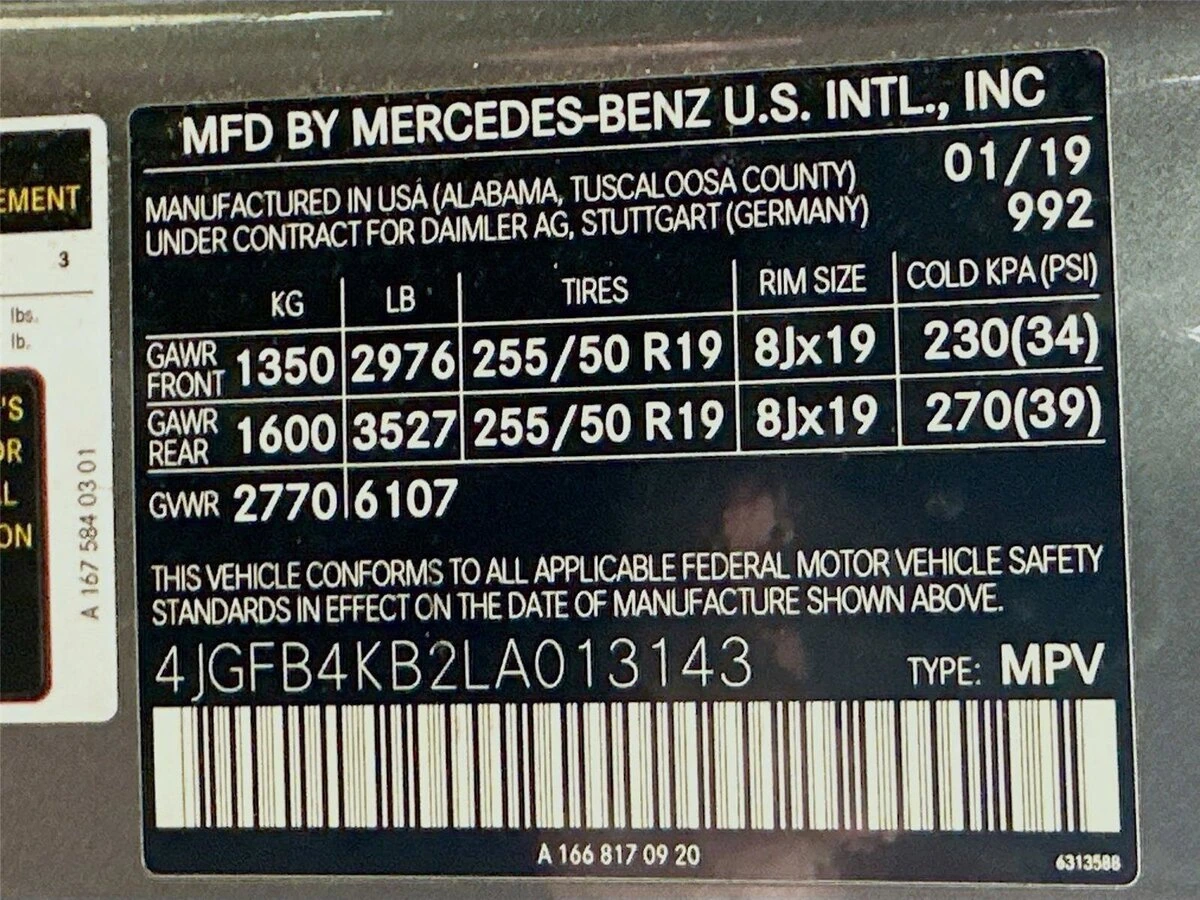 EMENT
3
lbs.
lb.
'S
OR
L
ON
A 167 584 03 01
MFD BY MERCEDES-BENZ U.S. INTL., INC
01/19
MANUFACTURED IN USA (ALABAMA, TUSCALOOSA COUNTY)
992
UNDER CONTRACT FOR DAIMLER AG, STUTTGART (GERMANY)
KG LB TIRES RIM SIZE COLD KPA (PSI)
GAWR FRONT 1350 2976 255/50 R19 8Jx19 230(34)
GAWR REAR 1600 3527 255/50 R19 8Jx19 270(39)
GVWR 2770 6107
THIS VEHICLE CONFORMS TO ALL APPLICABLE FEDERAL MOTOR VEHICLE SAFETY
STANDARDS IN EFFECT ON THE DATE OF MANUFACTURE SHOWN ABOVE.
4JGFB4KB2LA013143 TYPE: MPV
A 166 817 09 20
6313588